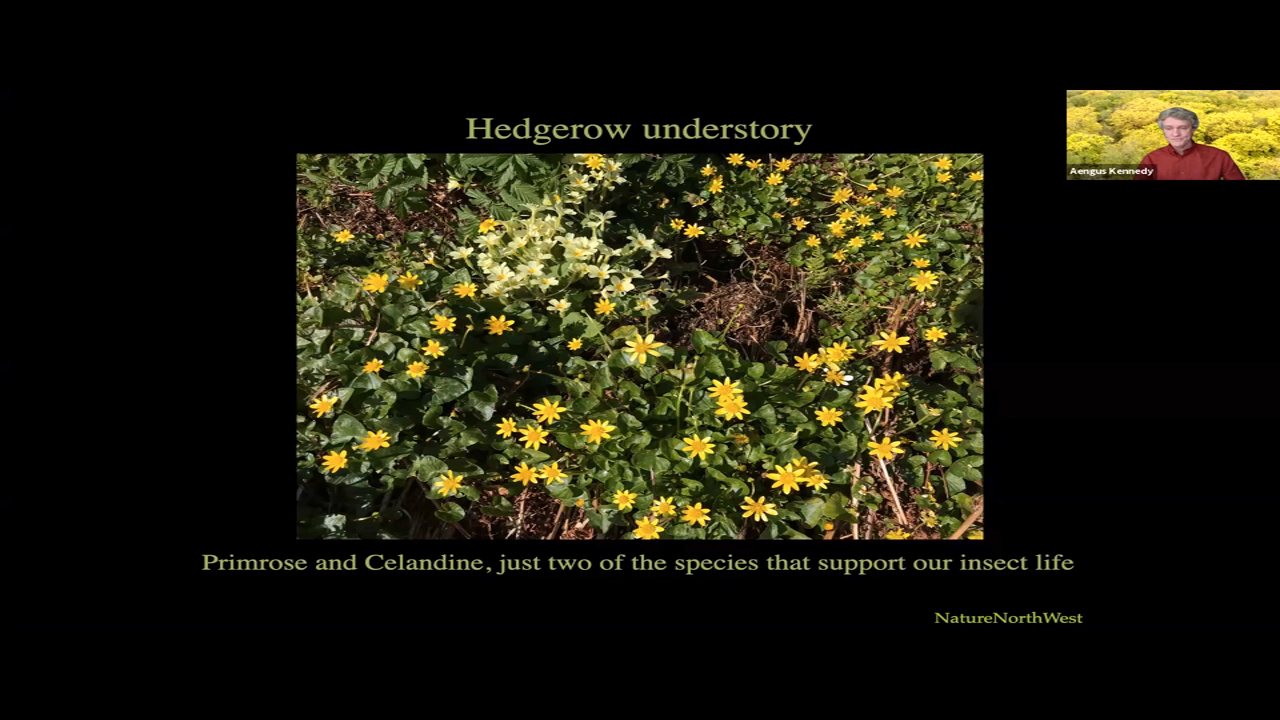 Hedgerow understory
Aengus Kennedy
Primrose and Celandine, just two of the species that support our insect life
NatureNorthWest